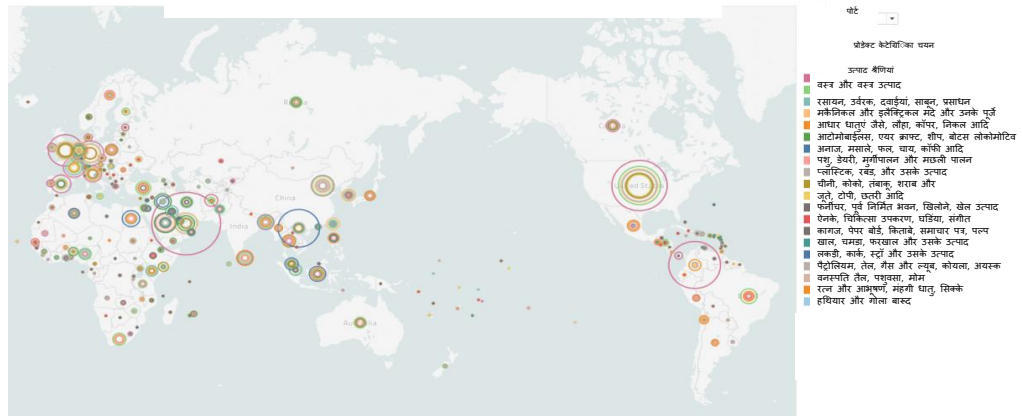 पोर्ट
प्रोडेक्ट केटेग्रिका चयन
उत्पाद श्रेणियां
वस्त्र और वस्त्र उत्पाद
रसायन, उर्वरक, दवाईयां, साबुन, प्रसाधन
मकैनिकल और इलैक्ट्रिकल मदें और उनके पूर्जे
आधार धातुएं जैसे, लौहा, कॉपर, निकल आदि
आटोमोबाईलस, एयर क्राफ्ट, शीप, बोटस लोकोमोटिव
अनाज, मसाले, फल, चाय, कॉफी आदि
पशु, डेयरी, मुर्गीपालन और मछली पालन
प्लास्टिक, रबड, और उसके उत्पाद
चीनी, कोको, तंबाकू, शराब और
जूते, टोपी, छतरी आदि
फर्नीचर, पूर्व निर्मित भवन, खिलोने, खेल उत्पाद
ऐनके, चिकित्सा उपकरण, घडिंया, संगीत
कागज, पेपर बोर्ड, किताबे, समाचार पत्र, पल्प
खाल, चमडा, फरखाल और उसके उत्पाद
लकडी, कार्क, स्ट्रॉ और उसके उत्पाद
पैट्रोलियम, तेल, गैस और ल्यूब, कोयला, अयस्क
वनस्पति तैल, पशुवसा, मोम
रत्न और आभूषण, मंहगी धातु, सिक्के
हथियार और गोला बारूद
China
India
United States
Australia